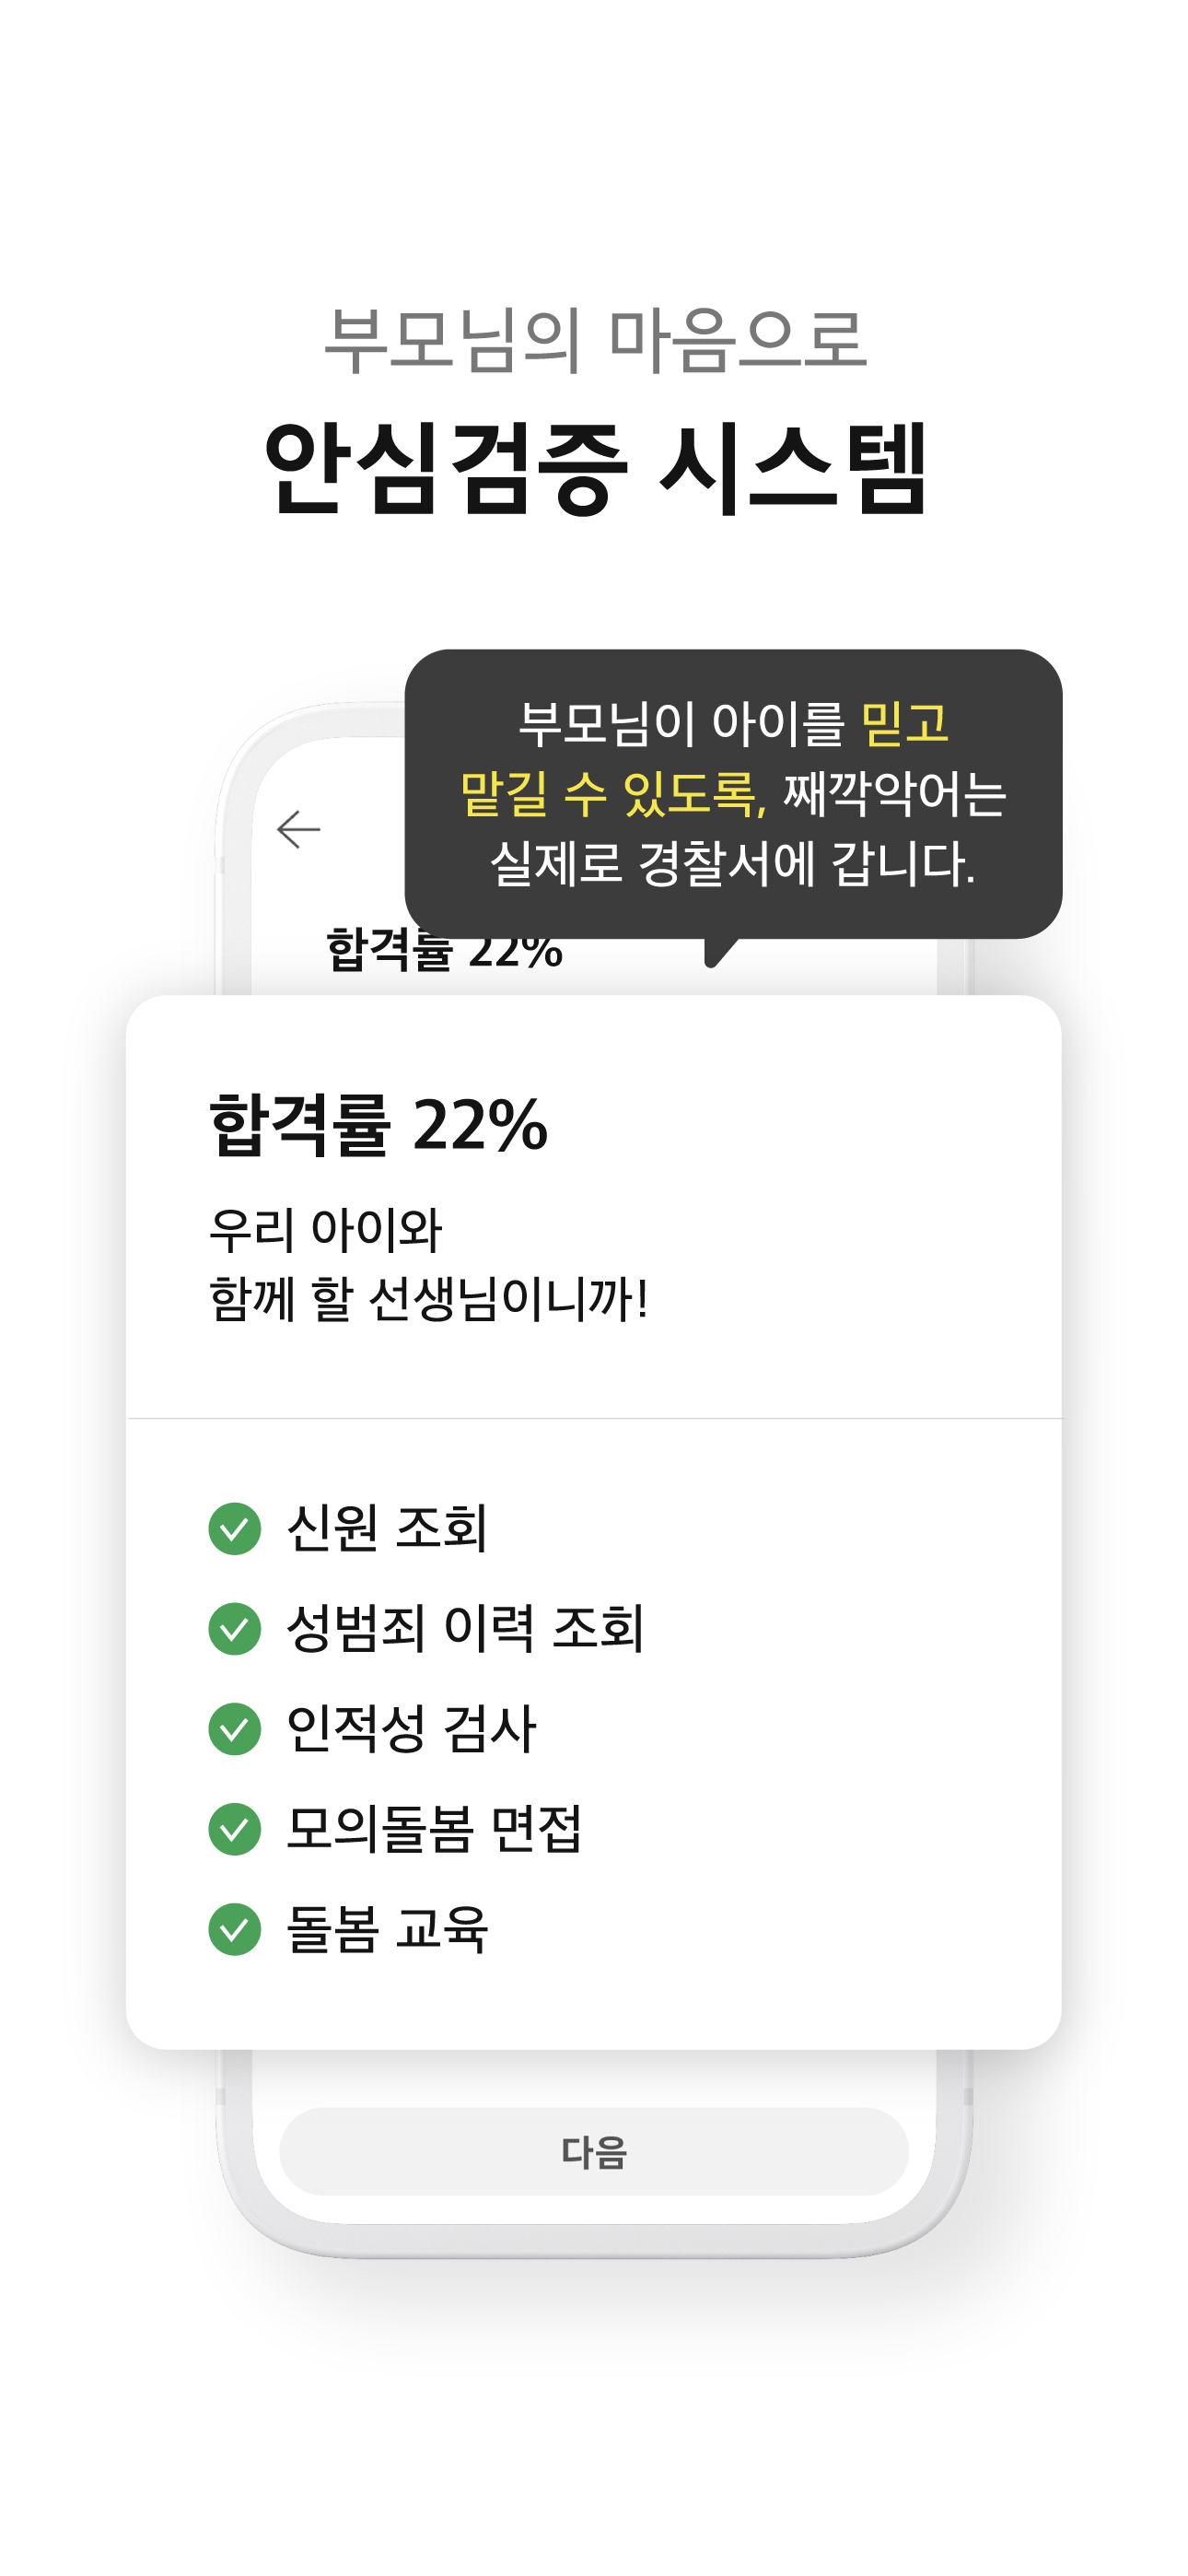 부모님의 마음으로
안심검증 시스템
부모님이 아이를 믿고
맡길 수 있도록, 째깍악어는
실제로 경찰서에 갑니다.
합격률 22%
합격률 22%
우리 아이와
함께 할 선생님이니까!
신원 조회
성범죄 이력 조회
인적성 검사
모의돌봄 면접
돌봄 교육
다음